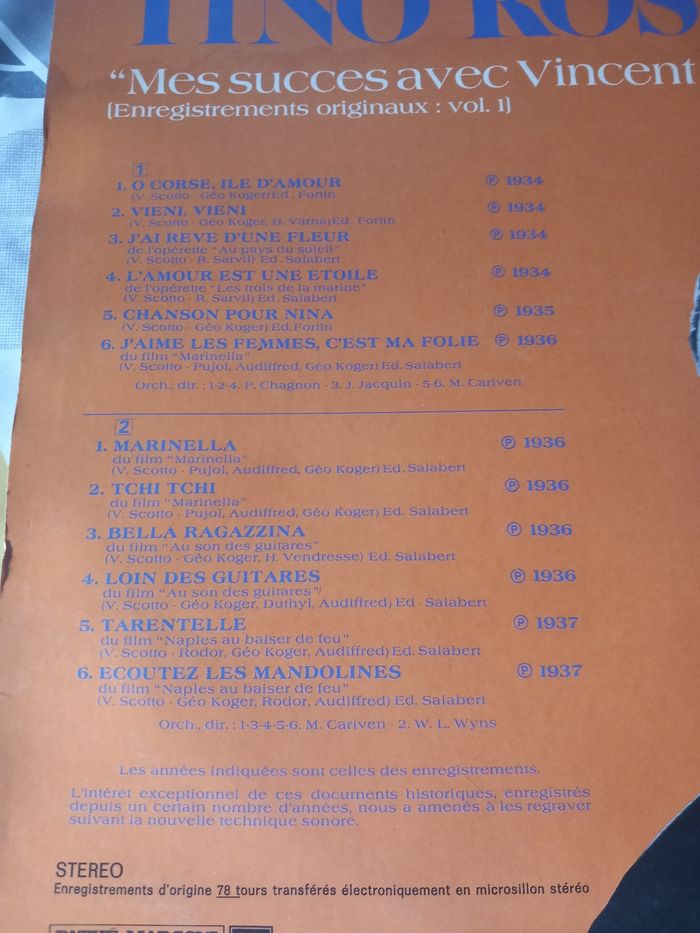 TINO ROS
“Mes succes avec Vincent
(Enregistrements originaux : vol. 1)
1
1. O CORSE, ILE D'AMOUR ℗ 1934
(V. Scotto - Géo Koger) Ed. Fortin
2. VIENI, VIENI ℗ 1934
(V. Scotto - Géo Koger, H. Varna) Ed. Fortin
3. J'AI REVE D'UNE FLEUR ℗ 1934
de l'opérette “Au pays du soleil”
(V. Scotto - R. Sarvil) Ed. Salabert
4. L'AMOUR EST UNE ETOILE ℗ 1934
de l'opérette “Les trois de la marine”
(V. Scotto - R. Sarvil) Ed. Salabert
5. CHANSON POUR NINA ℗ 1935
(V. Scotto - Géo Koger) Ed. Fortin
6. J'AIME LES FEMMES, C'EST MA FOLIE ℗ 1936
du film “Marinella”
(V. Scotto - Pujol, Audiffred, Géo Koger) Ed. Salabert
Orch., dir. : 1-2-4. P. Chagnon - 3. J. Jacquin - 5-6. M. Cariven
2
1. MARINELLA ℗ 1936
du film “Marinella”
(V. Scotto - Pujol, Audiffred, Géo Koger) Ed. Salabert
2. TCHI TCHI ℗ 1936
du film “Marinella”
(V. Scotto - Pujol, Audiffred, Géo Koger) Ed. Salabert
3. BELLA RAGAZZINA ℗ 1936
du film “Au son des guitares”
(V. Scotto - Géo Koger, H. Vendresse) Ed. Salabert
4. LOIN DES GUITARES ℗ 1936
du film “Au son des guitares”)
(V. Scotto - Géo Koger, Duthyl, Audiffred) Ed. Salabert
5. TARENTELLE ℗ 1937
du film “Naples au baiser de feu”
(V. Scotto - Rodor, Géo Koger, Audiffred) Ed. Salabert
6. ECOUTEZ LES MANDOLINES ℗ 1937
du film “Naples au baiser de feu”
(V. Scotto - Géo Koger, Rodor, Audiffred) Ed. Salabert
Orch., dir. : 1-3-4-5-6. M. Cariven - 2. W. L. Wyns
Les années indiquées sont celles des enregistrements.
L'intérêt exceptionnel de ces documents historiques, enregistrés
depuis un certain nombre d'années, nous a amenés à les regraver
suivant la nouvelle technique sonore.
STEREO
Enregistrements d'origine 78 tours transférés électroniquement en microsillon stéréo
PATHÉ MARCONI